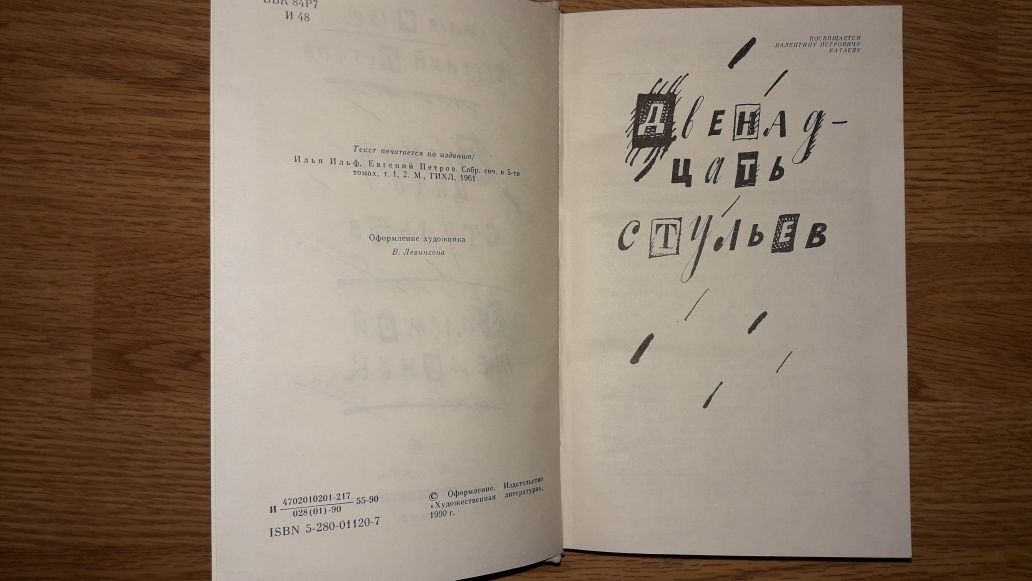 ББК 84Р7
И 48
Текст печатается по изданию:
Илья Ильф. Евгений Петров. Собр. соч. в 5-ти
томах, т. 1, 2. М., ГИХЛ, 1961
Оформление художника
В. Левинсона
И 4702010201-217 55-90
028(01)-90
ISBN 5-280-01120-7
© Оформление. Издательство
«Художественная литература»,
1990 г.
ПОСВЯЩАЕТСЯ
ВАЛЕНТИНУ ПЕТРОВИЧУ
КАТАЕВУ
ДвЕНАд-
цаТЬ
сТУльЕв